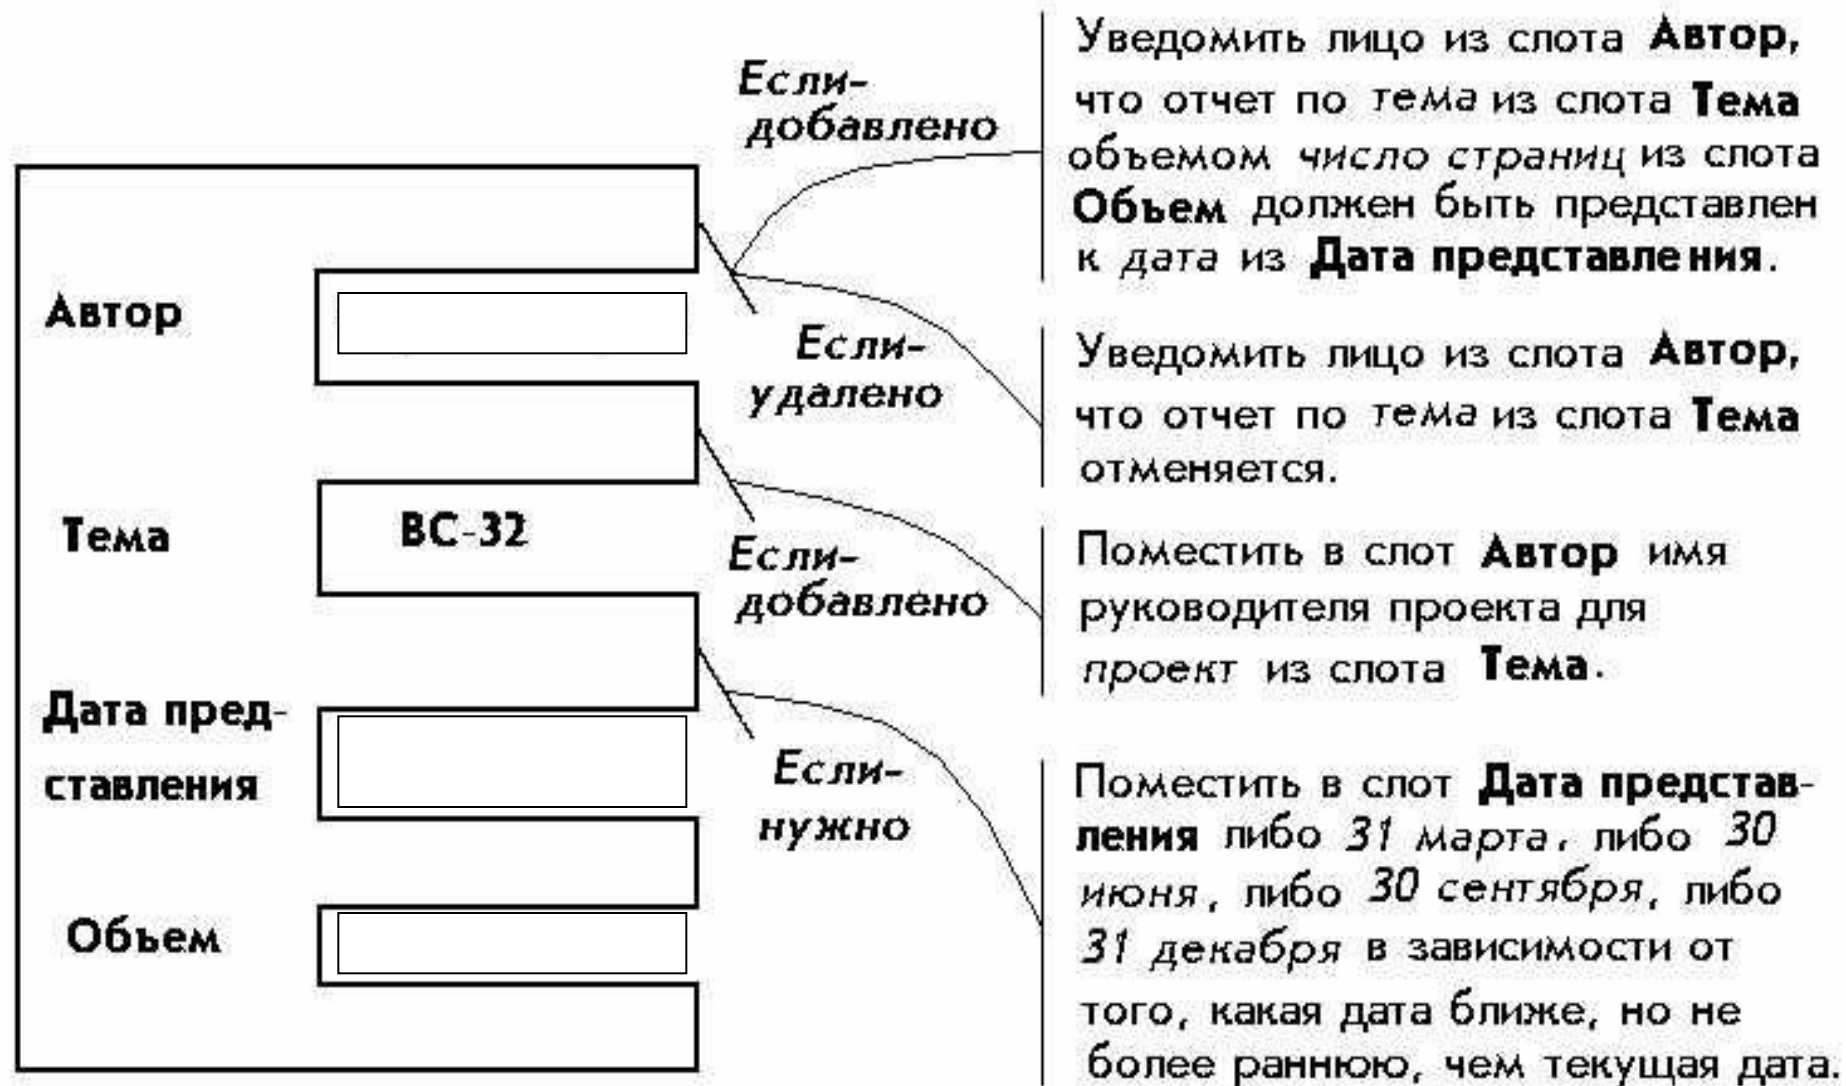 Автор
Тема
ВС-32
Дата пред-
ставления
Объем
Если-
добавлено
Если-
удалено
Если-
добавлено
Если-
нужно
Уведомить лицо из слота Автор,
что отчет по тема из слота Тема
объемом число страниц из слота
Объем должен быть представлен
к дата из Дата представления.
Уведомить лицо из слота Автор,
что отчет по тема из слота Тема
отменяется.
Поместить в слот Автор имя
руководителя проекта для
проект из слота Тема.
Поместить в слот Дата представ-
ления либо 31 марта, либо 30
июня, либо 30 сентября, либо
31 декабря в зависимости от
того, какая дата ближе, но не
более раннюю, чем текущая дата.